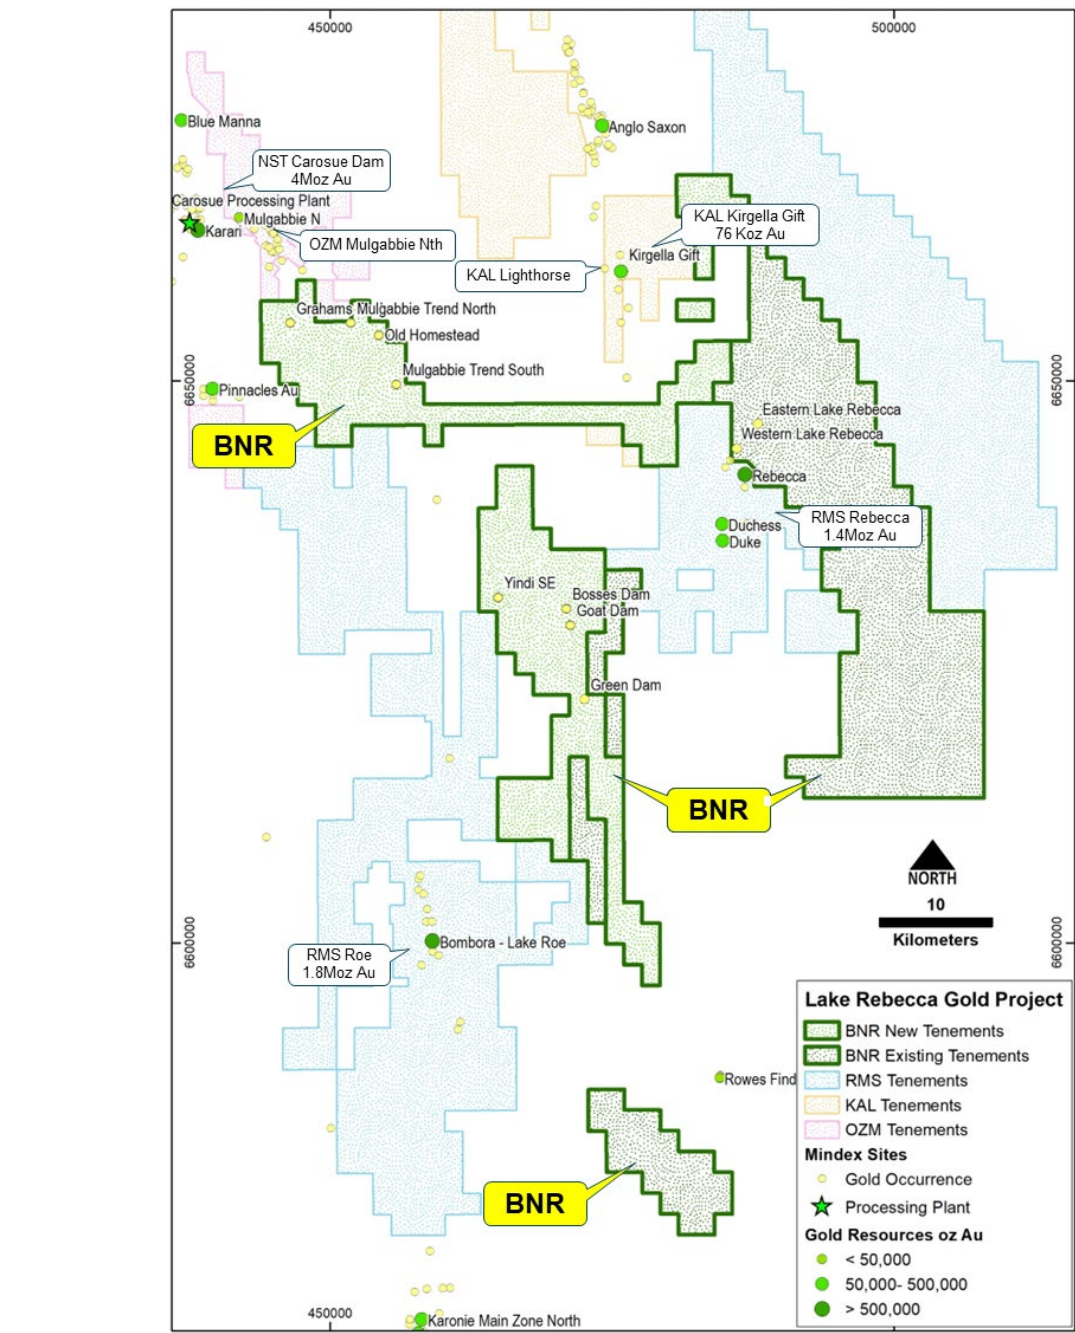 450000
500000
Blue Manna
Anglo Saxon
NST Carosue Dam
4Moz Au
Carosue Processing Plant
Mulgabbie N
Karari
OZM Mulgabbie Nth
KAL Kirgella Gift
76 Koz Au
Kirgella Gift
KAL Lighthorse
Grahams Mulgabbie Trend North
Old Homestead
Mulgabbie Trend South
6650000
6650000
Pinnacles Au
BNR
Eastern Lake Rebecca
Western Lake Rebecca
Rebecca
RMS Rebecca
1.4Moz Au
Duchess
Duke
Yindi SE
Bosses Dam
Goat Dam
Green Dam
BNR
NORTH
10
Kilometers
6600000
6600000
Bombora - Lake Roe
RMS Roe
1.8Moz Au
Rowes Find
BNR
Lake Rebecca Gold Project
BNR New Tenements
BNR Existing Tenements
RMS Tenements
KAL Tenements
OZM Tenements
Mindex Sites
Gold Occurrence
Processing Plant
Gold Resources oz Au
< 50,000
50,000- 500,000
> 500,000
450000
Karonie Main Zone North